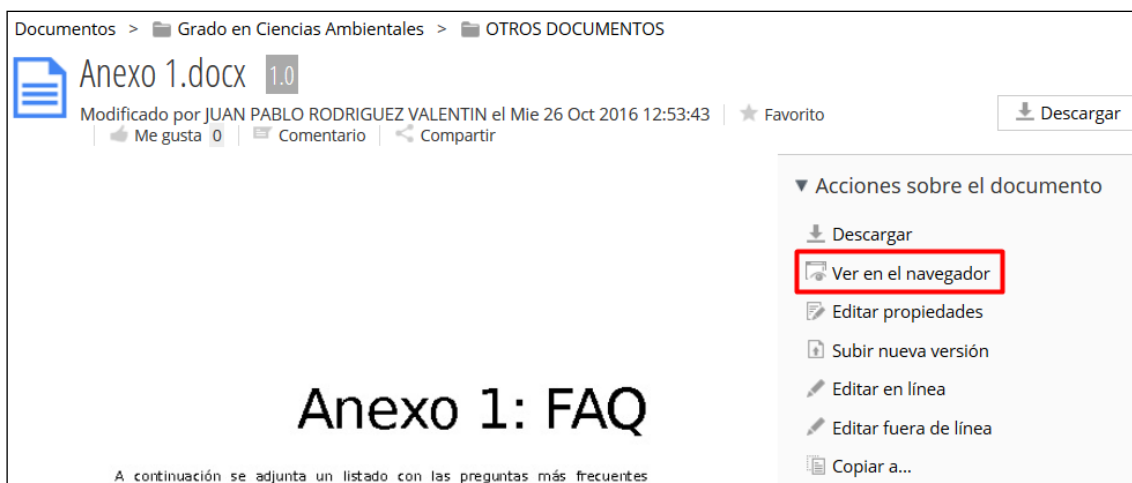 Documentos > Grado en Ciencias Ambientales > OTROS DOCUMENTOS
Anexo 1.docx 1.0
Modificado por JUAN PABLO RODRIGUEZ VALENTIN el Mie 26 Oct 2016 12:53:43 Favorito
Me gusta 0 Comentario Compartir
Descargar
Acciones sobre el documento
Descargar
Ver en el navegador
Editar propiedades
Subir nueva versión
Editar en línea
Editar fuera de línea
Copiar a...
Anexo 1: FAQ
A continuación se adjunta un listado con las preguntas más frecuentes